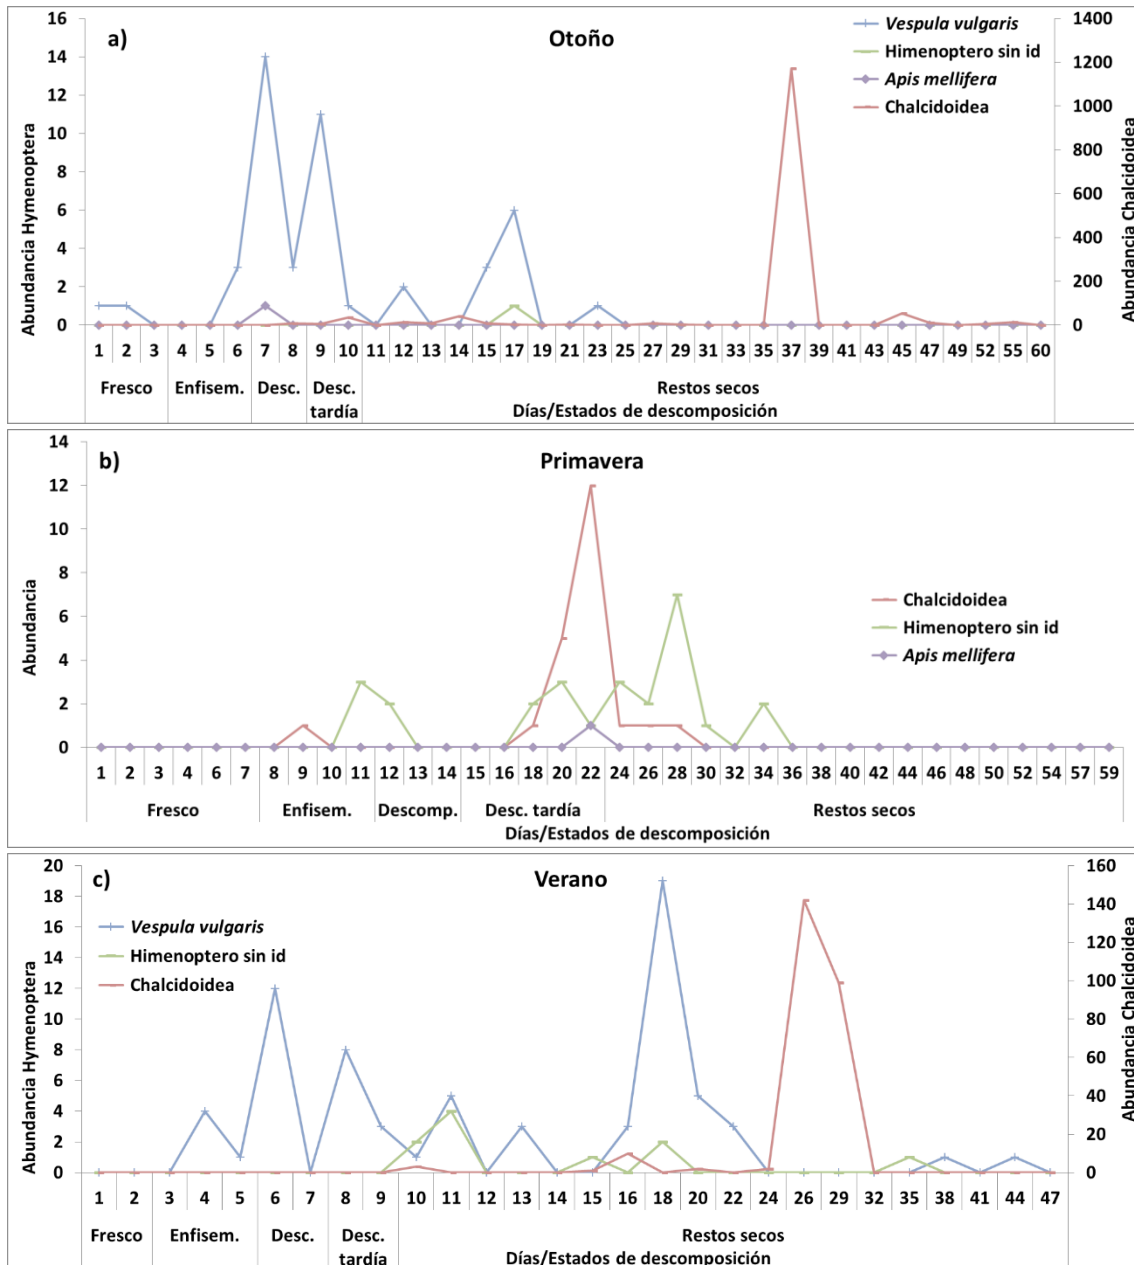 a)
Otoño
Vespula vulgaris
Himenoptero sin id
Apis mellifera
Chalcidoidea
Abundancia Hymenoptera
16
14
12
10
8
6
4
2
0
Abundancia Chalcidoidea
1400
1200
1000
800
600
400
200
0
1 2 3 4 5 6 7 8 9 10 11 12 13 14 15 17 19 21 23 25 27 29 31 33 35 37 39 41 43 45 47 49 52 55 60
Fresco Enfisem. Desc. Desc. tardía Restos secos
Días/Estados de descomposición
b)
Primavera
Chalcidoidea
Himenoptero sin id
Apis mellifera
Abundancia
14
12
10
8
6
4
2
0
1 2 3 4 6 7 8 9 10 11 12 13 14 15 16 18 20 22 24 26 28 30 32 34 36 38 40 42 44 46 48 50 52 54 57 59
Fresco Enfisem. Descomp. Desc. tardía Restos secos
Días/Estados de descomposición
c)
Verano
Vespula vulgaris
Himenoptero sin id
Chalcidoidea
Abundancia Hymenoptera
20
18
16
14
12
10
8
6
4
2
0
Abundancia Chalcidoidea
160
140
120
100
80
60
40
20
0
1 2 3 4 5 6 7 8 9 10 11 12 13 14 15 16 18 20 22 24 26 29 32 35 38 41 44 47
Fresco Enfisem. Desc. Desc. tardía Restos secos
Días/Estados de descomposición